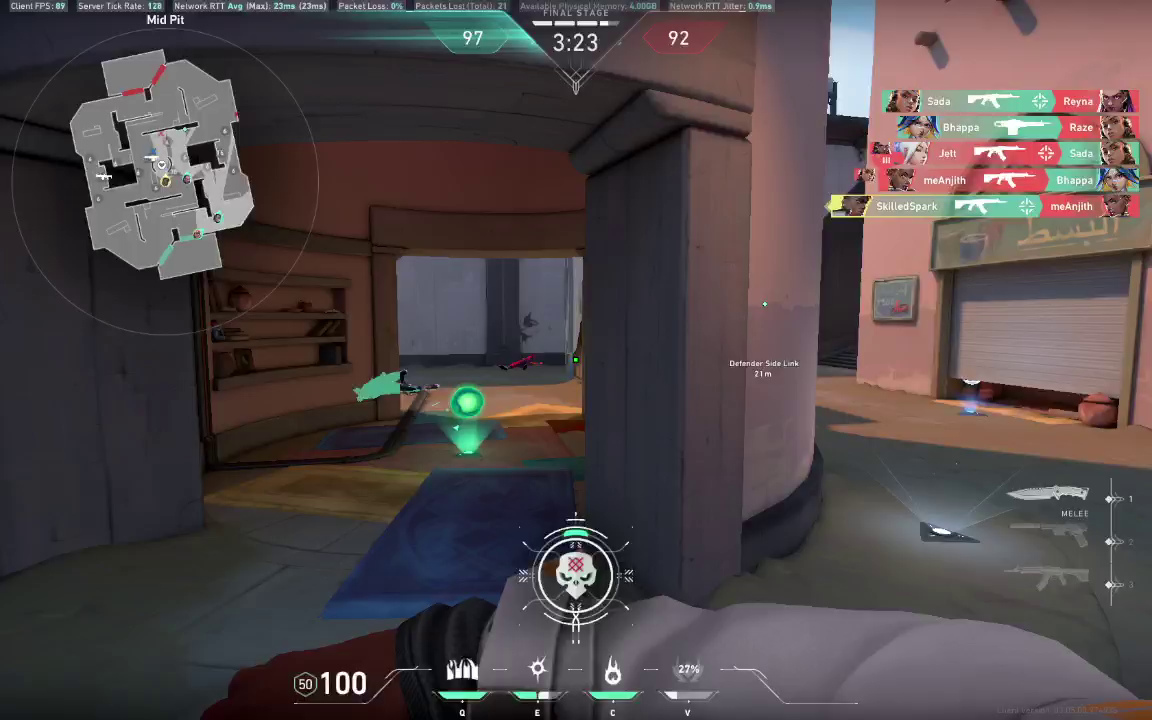 Client FPS: 89 Server Tick Rate: 128 Network RTT Avg (Max): 23ms (23ms) Packet Loss: 0% Packets Lost (Total): 21 Available Physical Memory: 4.00GB Network RTT Jitter: 0.9ms
Mid Pit
FINAL STAGE
97 3:23 92
Sada Reyna
Bhappa Raze
Jett Sada
meAnjith Bhappa
SkilledSpark meAnjith
البسط
Defender Side Link
21m
1
MELEE
2
3
50 100
27%
Q E C V